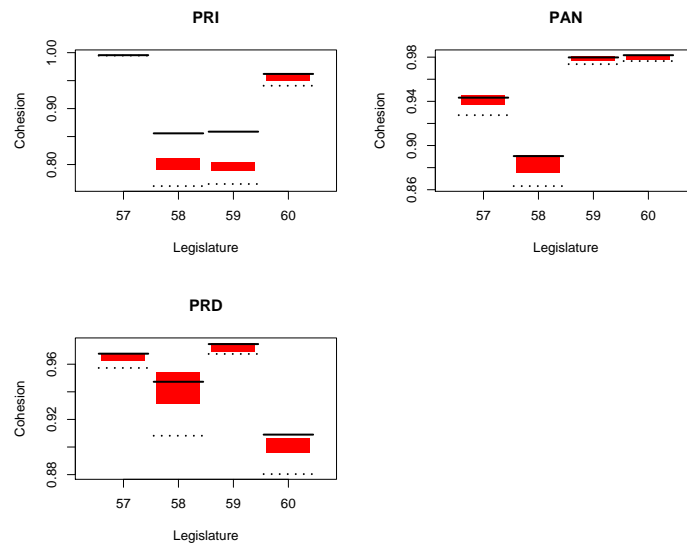 PRI
Cohesion
1.00
0.90
0.80
57 58 59 60
Legislature
PAN
Cohesion
0.98
0.94
0.90
0.86
57 58 59 60
Legislature
PRD
Cohesion
0.96
0.92
0.88
57 58 59 60
Legislature